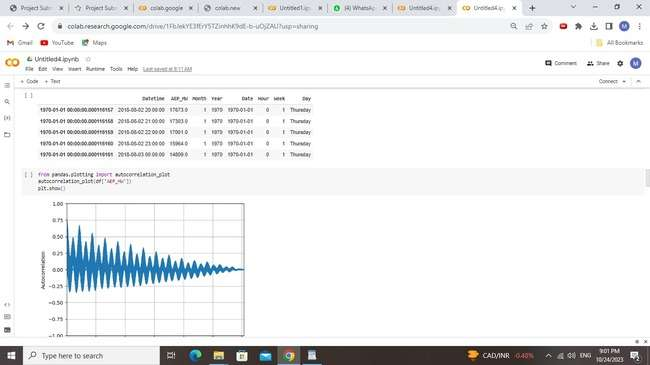 Project Sub
Project Sub
colab.google
colab.new
Untitled1.ip
(4) WhatsA
Untitled4.ip
Untitled4.ip
colab.research.google.com/drive/1FbJekYE3fErY5TZinhhK9dE-b-uOjZAU?usp=sharing
Gmail YouTube Maps All Bookmarks
Untitled4.ipynb
File Edit View Insert Runtime Tools Help Last saved at 8:11 AM
Comment Share M
+ Code + Text Connect
[ ] Datetime AEP_MW Month Year Date Hour Week Day
1970-01-01 00:00:00.000116157 2018-08-02 20:00:00 17673.0 1 1970 1970-01-01 0 1 Thursday
1970-01-01 00:00:00.000116158 2018-08-02 21:00:00 17303.0 1 1970 1970-01-01 0 1 Thursday
1970-01-01 00:00:00.000116159 2018-08-02 22:00:00 17001.0 1 1970 1970-01-01 0 1 Thursday
1970-01-01 00:00:00.000116160 2018-08-02 23:00:00 15964.0 1 1970 1970-01-01 0 1 Thursday
1970-01-01 00:00:00.000116161 2018-08-03 00:00:00 14809.0 1 1970 1970-01-01 0 1 Thursday
[ ] from pandas.plotting import autocorrelation_plot
autocorrelation_plot(df['AEP_MW'])
plt.show()
1.00
0.75
0.50
0.25
0.00
-0.25
-0.50
-0.75
-1.00
Autocorrelation
Type here to search
CAD/INR -0.40%
9:01 PM
10/24/2023